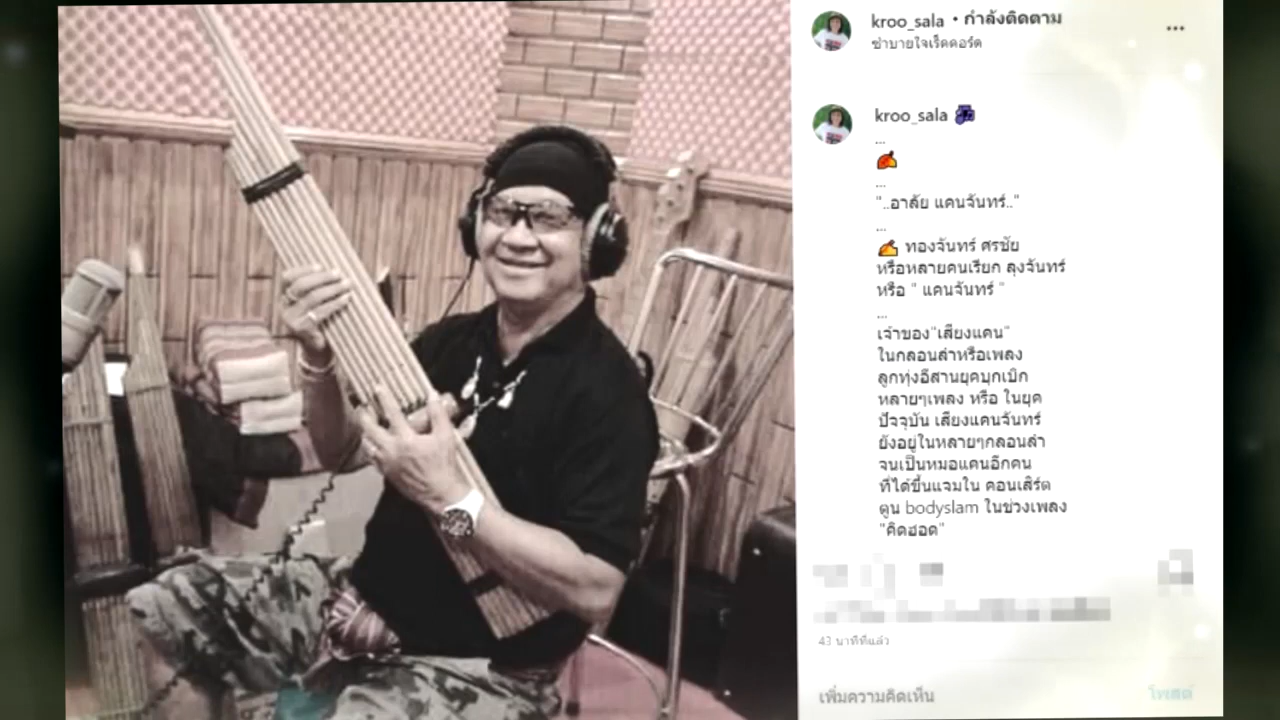 kroo_sala • กำลังติดตาม
ซำบายใจเร็คคอร์ด
kroo_sala
...
...
"..อาลัย แคนจันทร์.."
...
ทองจันทร์ ศรชัย
หรือหลายคนเรียก ลุงจันทร์
หรือ " แคนจันทร์ "
...
เจ้าของ"เสียงแคน"
ในกลอนลำหรือเพลง
ลูกทุ่งอีสานยุคบุกเบิก
หลายๆเพลง หรือ ในยุค
ปัจจุบัน เสียงแคนจันทร์
ยังอยู่ในหลายๆกลอนลำ
จนเป็นหมอแคนอีกคน
ที่ได้ขึ้นแจมใน คอนเสิร์ต
ตูน bodyslam ในช่วงเพลง
"คิดฮอด"
43 นาทีที่แล้ว
เพิ่มความคิดเห็น
โพสต์